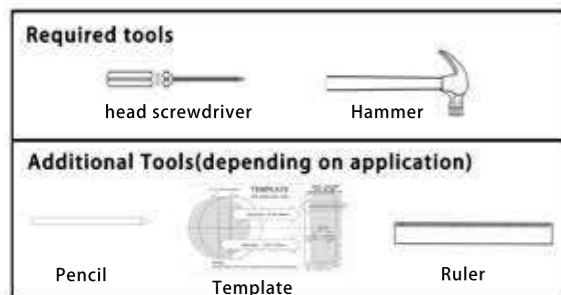 Required tools
head screwdriver
Hammer
Additional Tools(depending on application)
TEMPLATE
Pencil
Template
Ruler